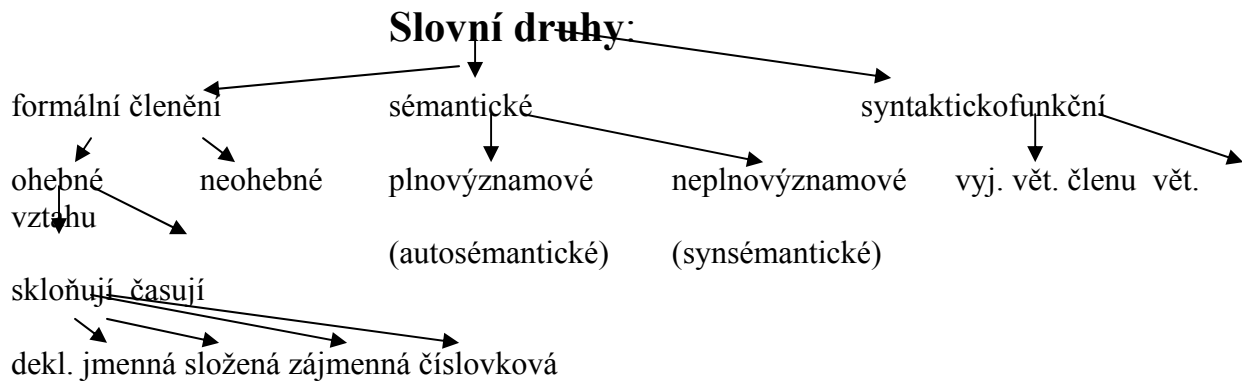 Slovní druhy:
formální členění sémantické syntaktickofunkční
ohebné neohebné plnovýznamové neplnovýznamové vyj. vět. členu vět.
vztahu
(autosémantické) (synsémantické)
skloňují časují
dekl. jmenná složená zájmenná číslovková